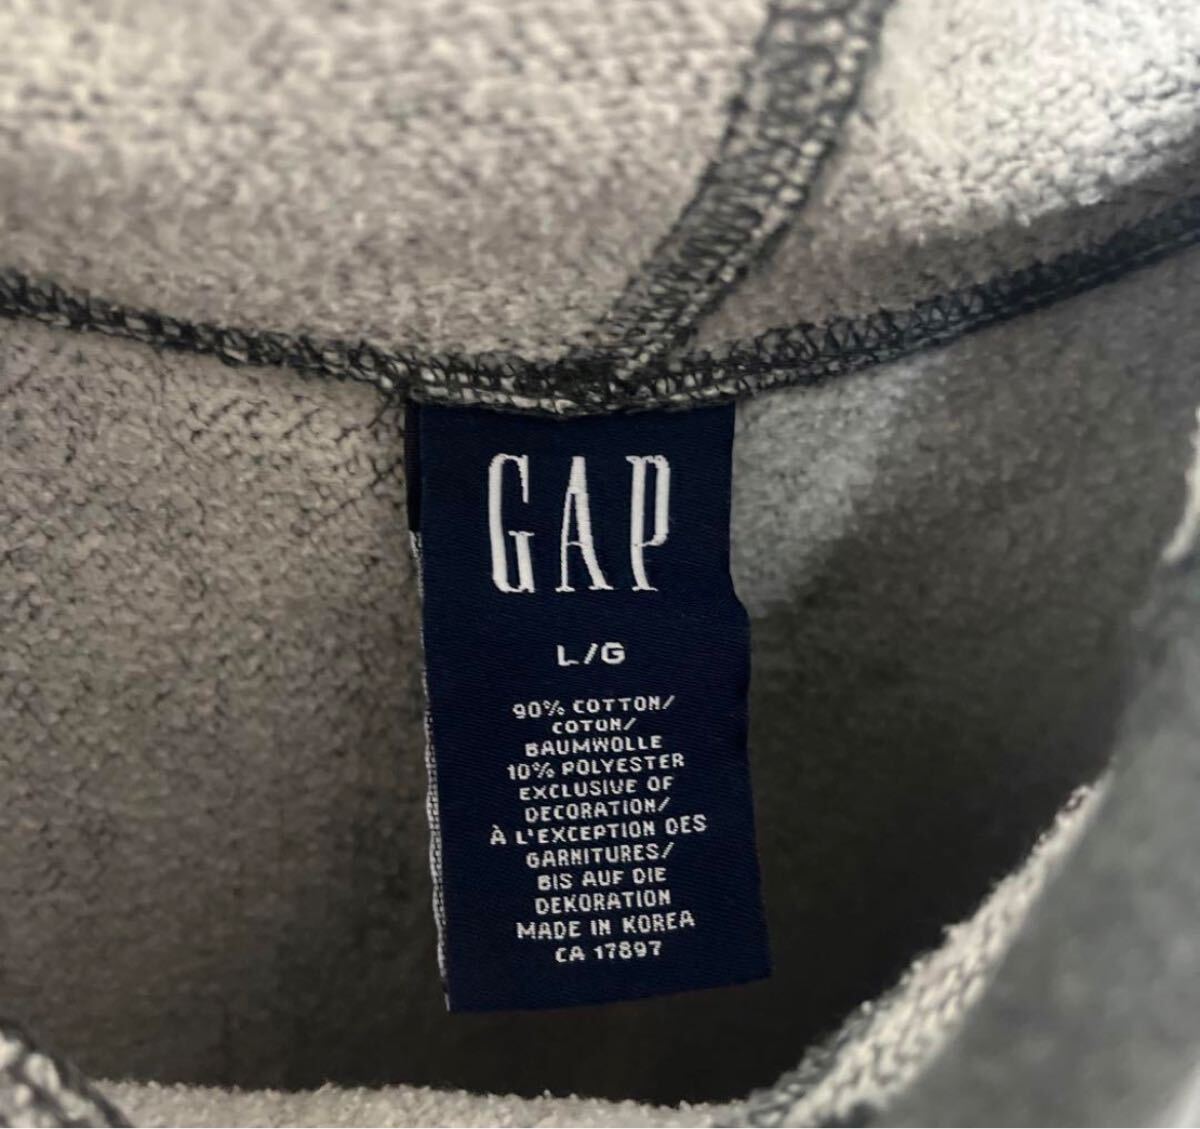 GAP
L/G
90% COTTON/
COTON/
BAUMWOLLE
10% POLYESTER
EXCLUSIVE OF
DECORATION/
À L'EXCEPTION DES
GARNITURES/
BIS AUF DIE
DEKORATION
MADE IN KOREA
CA 17897